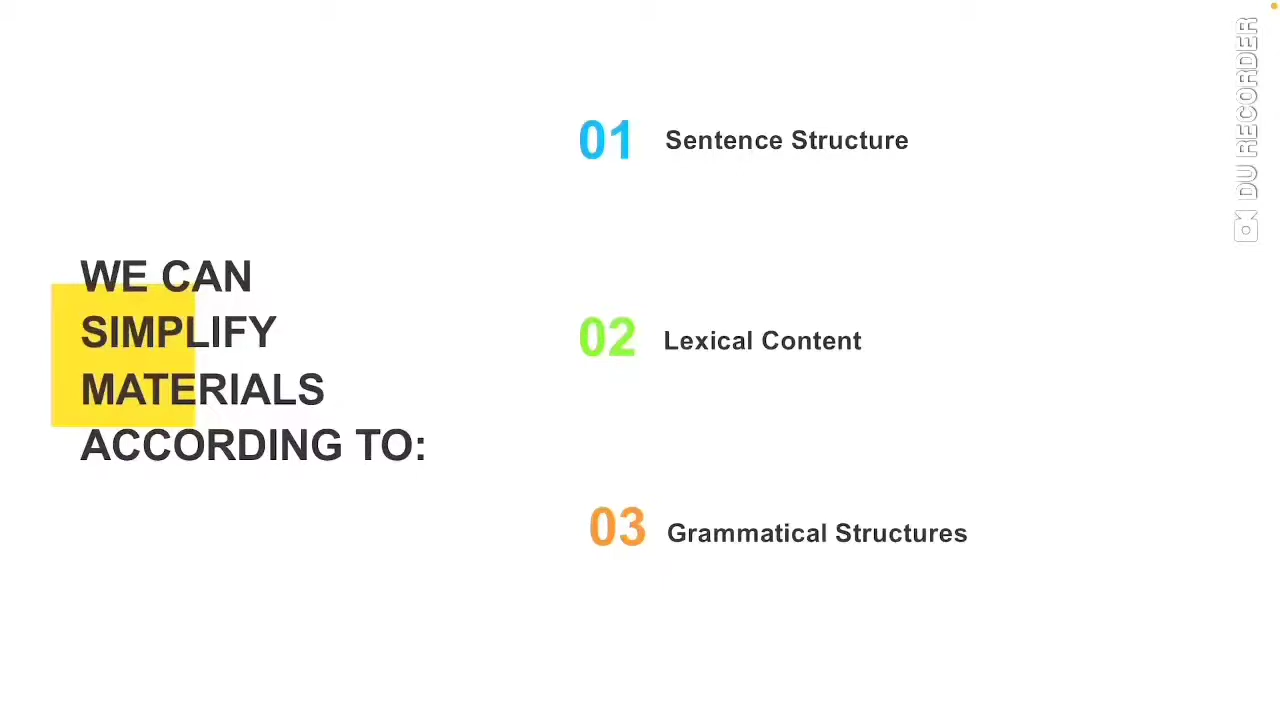 WE CAN
SIMPLIFY
MATERIALS
ACCORDING TO:
01 Sentence Structure
02 Lexical Content
03 Grammatical Structures
DU RECORDER